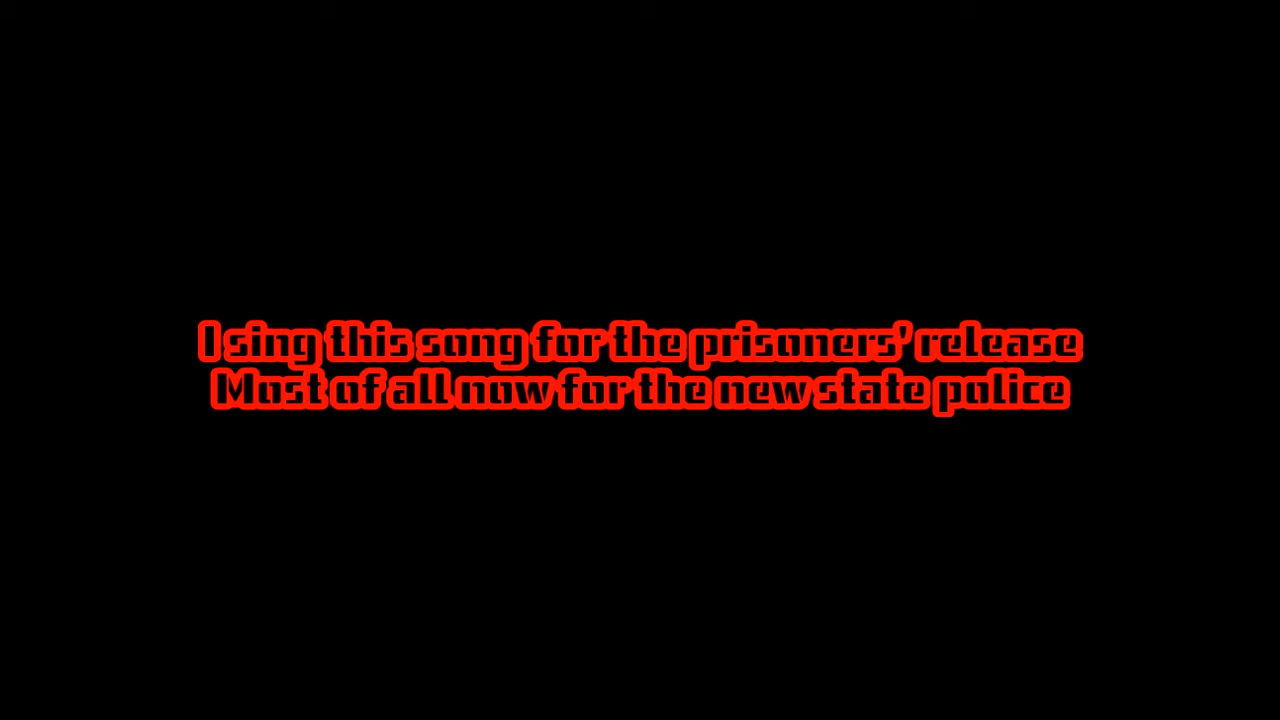 I sing this song for the prisoners' release
Most of all now for the new state police